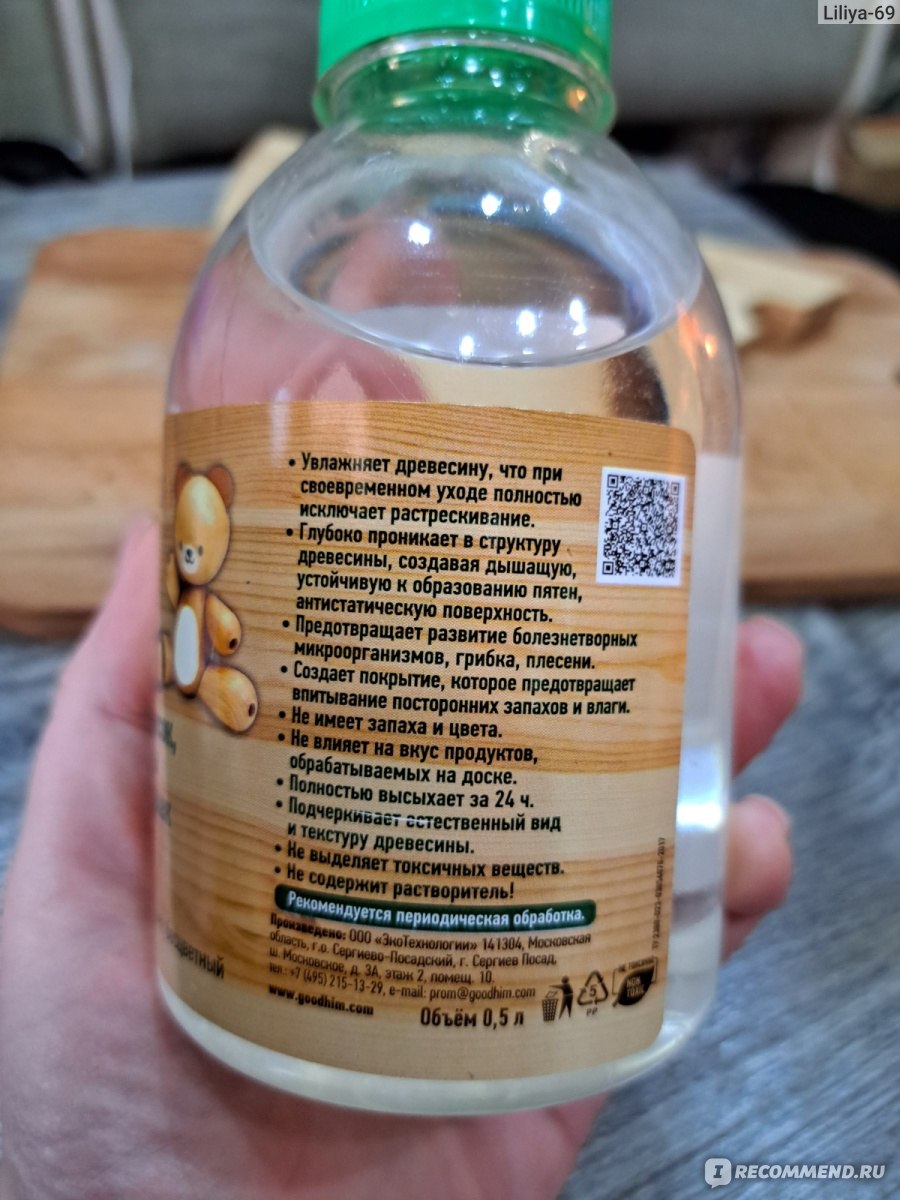 Liliya-69
• Увлажняет древесину, что при
своевременном уходе полностью
исключает растрескивание.
• Глубоко проникает в структуру
древесины, создавая дышащую,
устойчивую к образованию пятен,
антистатическую поверхность.
• Предотвращает развитие болезнетворных
микроорганизмов, грибка, плесени.
• Создает покрытие, которое предотвращает
впитывание посторонних запахов и влаги.
• Не имеет запаха и цвета.
• Не влияет на вкус продуктов,
обрабатываемых на доске.
• Полностью высыхает за 24 ч.
• Подчеркивает естественный вид
и текстуру древесины.
• Не выделяет токсичных веществ.
• Не содержит растворитель!
Рекомендуется периодическая обработка.
Произведено: ООО «ЭкоТехнологии» 141304, Московская
область, г.о. Сергиево-Посадский, г. Сергиев Посад,
ш. Московское, д. 3А, этаж 2, помещ. 10.
тел.: +7 (495) 215-13-29, e-mail: prom@goodhim.com
www.goodhim.com
Объём 0,5 л
5
PP
IRECOMMEND.RU